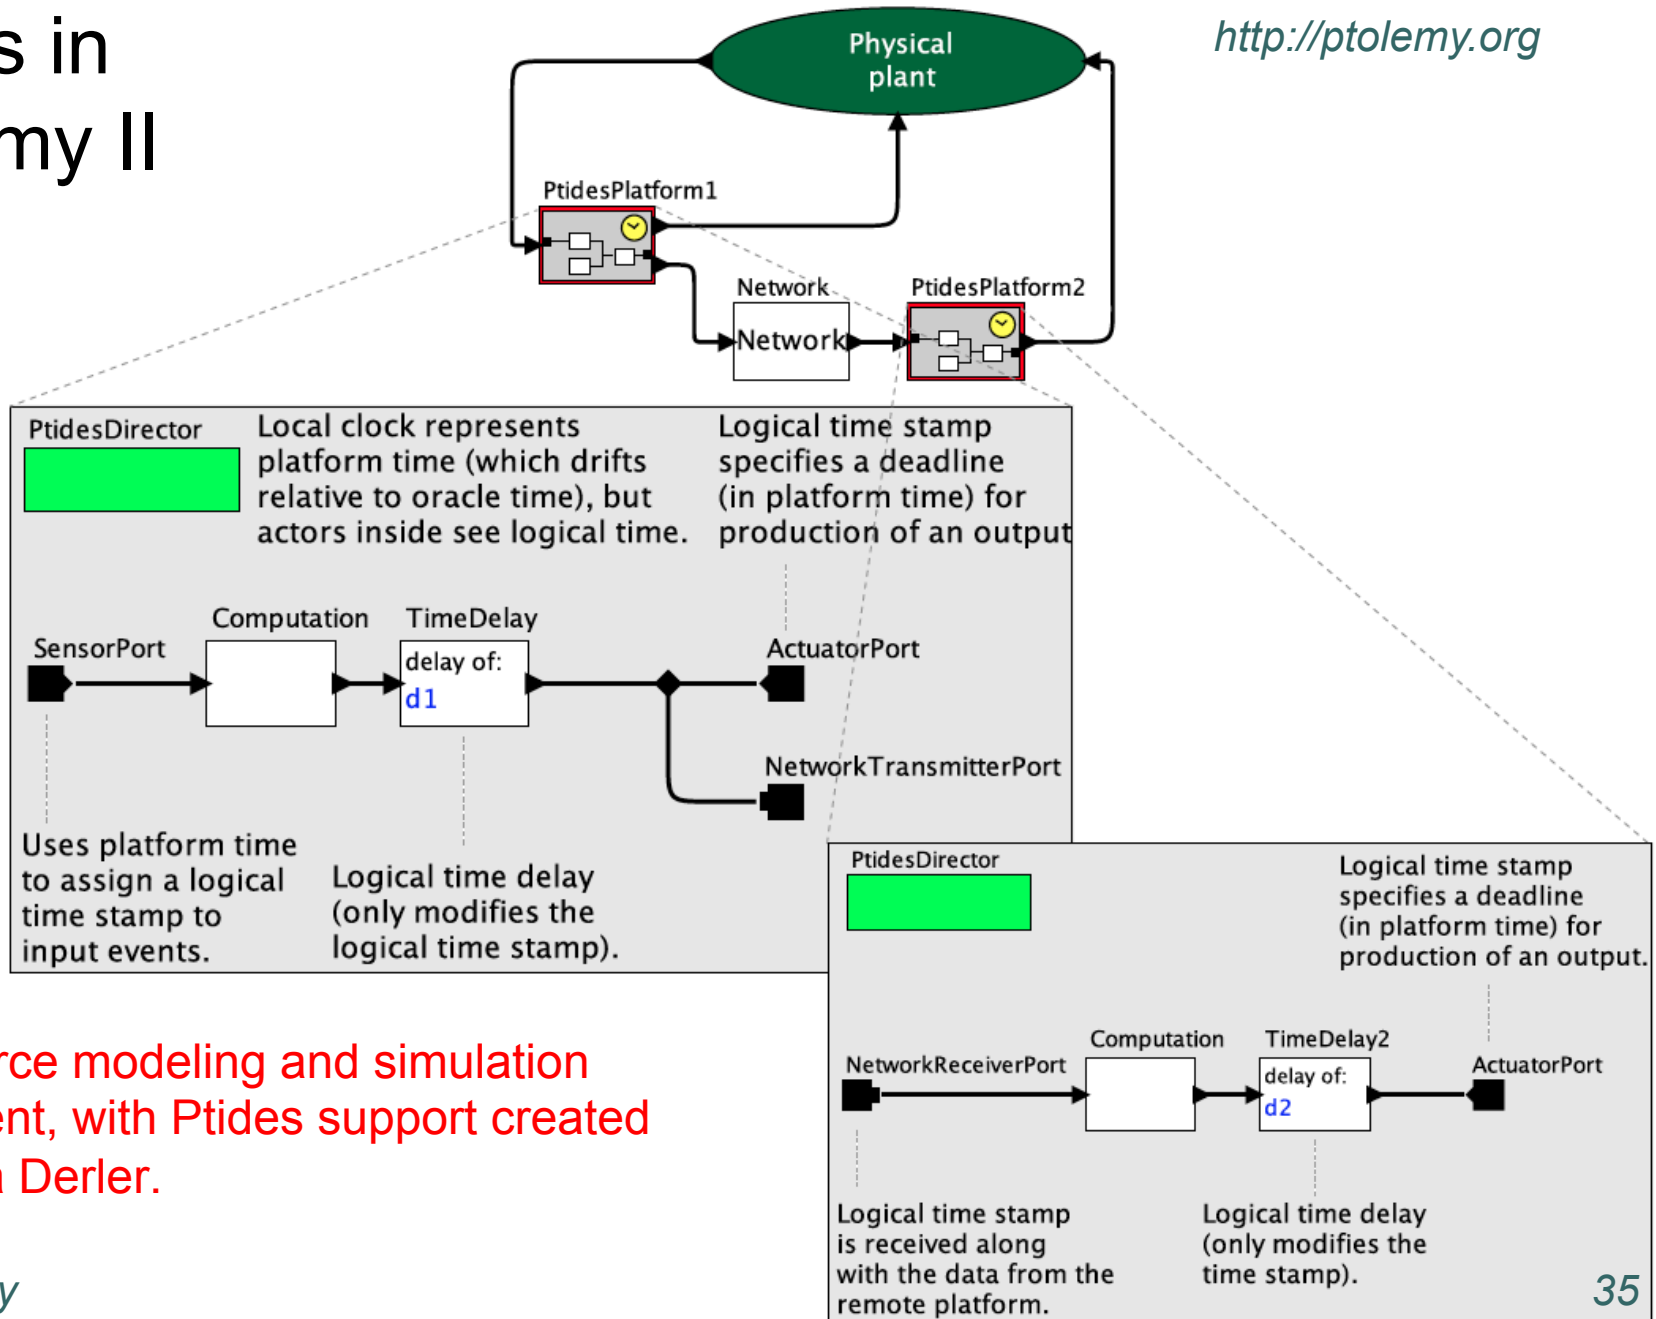 s in
my II
http://ptolemy.org
Physical
plant
PtidesPlatform1
Network
Network
PtidesPlatform2
PtidesDirector
Local clock represents
platform time (which drifts
relative to oracle time), but
actors inside see logical time.
Logical time stamp
specifies a deadline
(in platform time) for
production of an output
SensorPort
Computation
TimeDelay
delay of:
d1
ActuatorPort
NetworkTransmitterPort
Uses platform time
to assign a logical
time stamp to
input events.
Logical time delay
(only modifies the
logical time stamp).
PtidesDirector
Logical time stamp
specifies a deadline
(in platform time) for
production of an output.
NetworkReceiverPort
Computation
TimeDelay2
delay of:
d2
ActuatorPort
Logical time stamp
is received along
with the data from the
remote platform.
Logical time delay
(only modifies the
time stamp).
rce modeling and simulation
ent, with Ptides support created
a Derler.
y
35